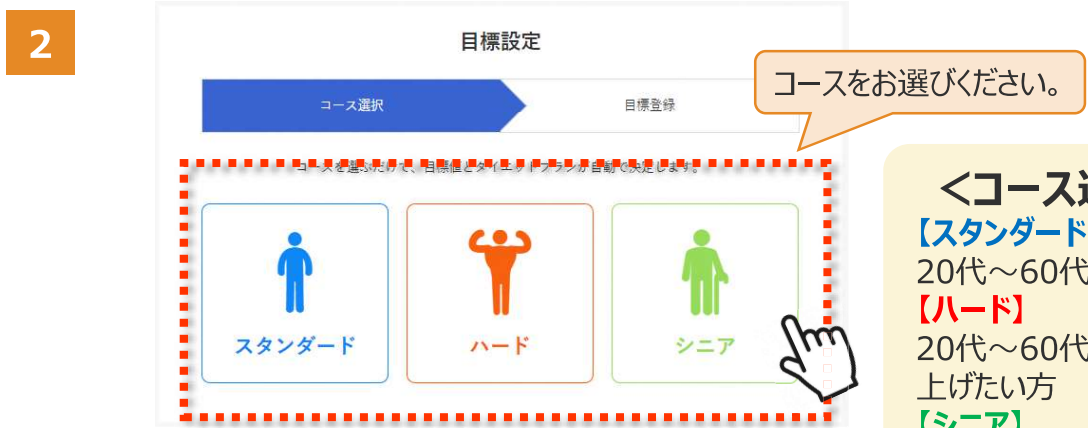 2
目標設定
コース選択
目標登録
コースをお選びください。
コースを選ぶだけで、目標値とダイエットプランが自動で決定します。
スタンダード
ハード
シニア
<コース
【スタンダード
20代～60代
【ハード】
20代～60代
上げたい方
【シニア】